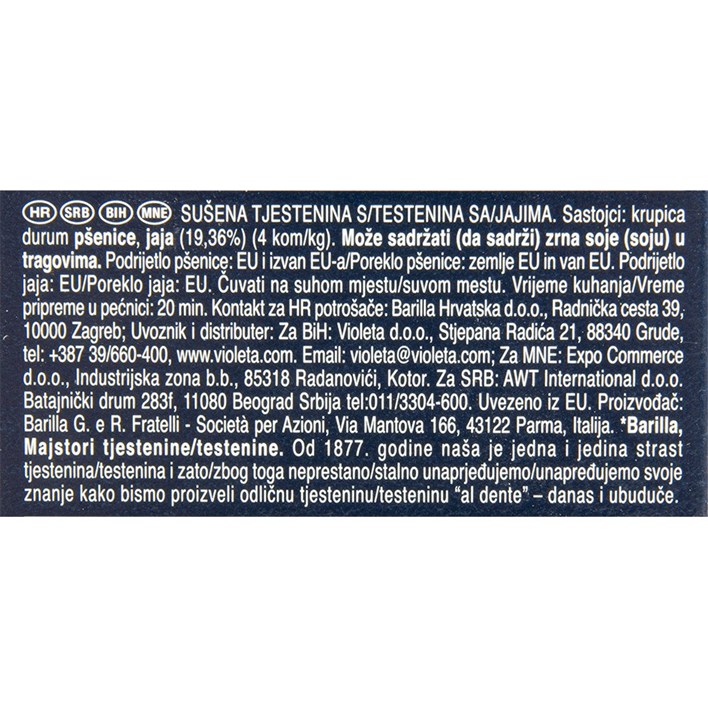 HR SRB BIH MNE SUŠENA TJESTENINA S/TESTENINA SA/JAJIMA. Sastojci: krupica
durum pšenice, jaja (19,36%) (4 kom/kg). Može sadržati (da sadrži) zrna soje (soju) u
tragovima. Podrijetlo pšenice: EU i izvan EU-a/Poreklo pšenice: zemlje EU in van EU. Podrijetlo
jaja: EU/Poreklo jaja: EU. Čuvati na suhom mjestu/suvom mestu. Vrijeme kuhanja/Vreme
pripreme u pećnici: 20 min. Kontakt za HR potrošače: Barilla Hrvatska d.o.o., Radnička cesta 39,
10000 Zagreb; Uvoznik i distributer: Za BiH: Violeta d.o.o., Stjepana Radića 21, 88340 Grude,
tel: +387 39/660-400, www.violeta.com. Email: violeta@violeta.com; Za MNE: Expo Commerce
d.o.o., Industrijska zona b.b., 85318 Radanovići, Kotor. Za SRB: AWT International d.o.o.
Batajnički drum 283f, 11080 Beograd Srbija tel:011/3304-600. Uvezeno iz EU. Proizvođač:
Barilla G. e R. Fratelli - Società per Azioni, Via Mantova 166, 43122 Parma, Italija. *Barilla,
Majstori tjestenine/testenine. Od 1877. godine naša je jedna i jedina strast
tjestenina/testenina i zato/zbog toga neprestano/stalno unaprjeđujemo/unapređujemo svoje
znanje kako bismo proizveli odličnu tjesteninu/testeninu “al dente” – danas i ubuduče.